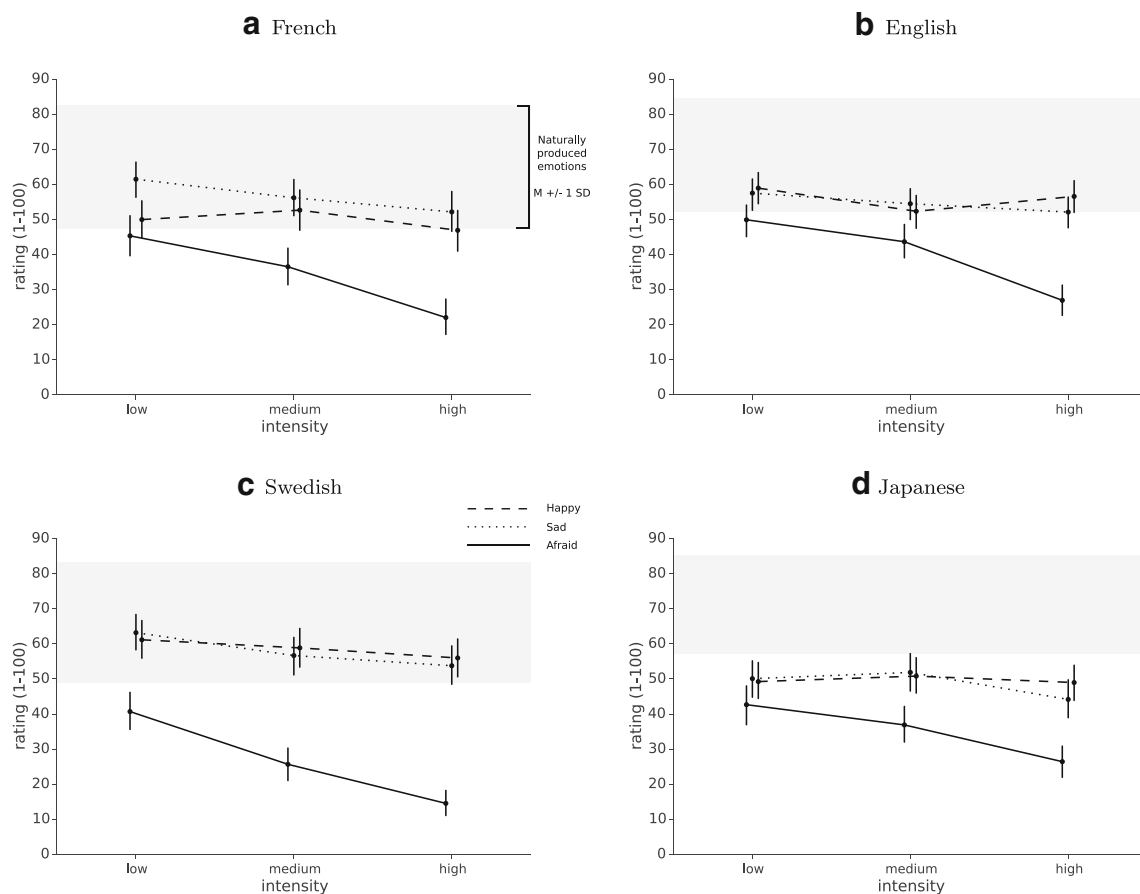 a French
90
80
70
60
50
40
30
20
10
0
rating (1-100)
low medium high
intensity
Naturally
produced
emotions
M +/- 1 SD
b English
90
80
70
60
50
40
30
20
10
0
rating (1-100)
low medium high
intensity
c Swedish
Happy
Sad
Afraid
90
80
70
60
50
40
30
20
10
0
rating (1-100)
low medium high
intensity
d Japanese
90
80
70
60
50
40
30
20
10
0
rating (1-100)
low medium high
intensity